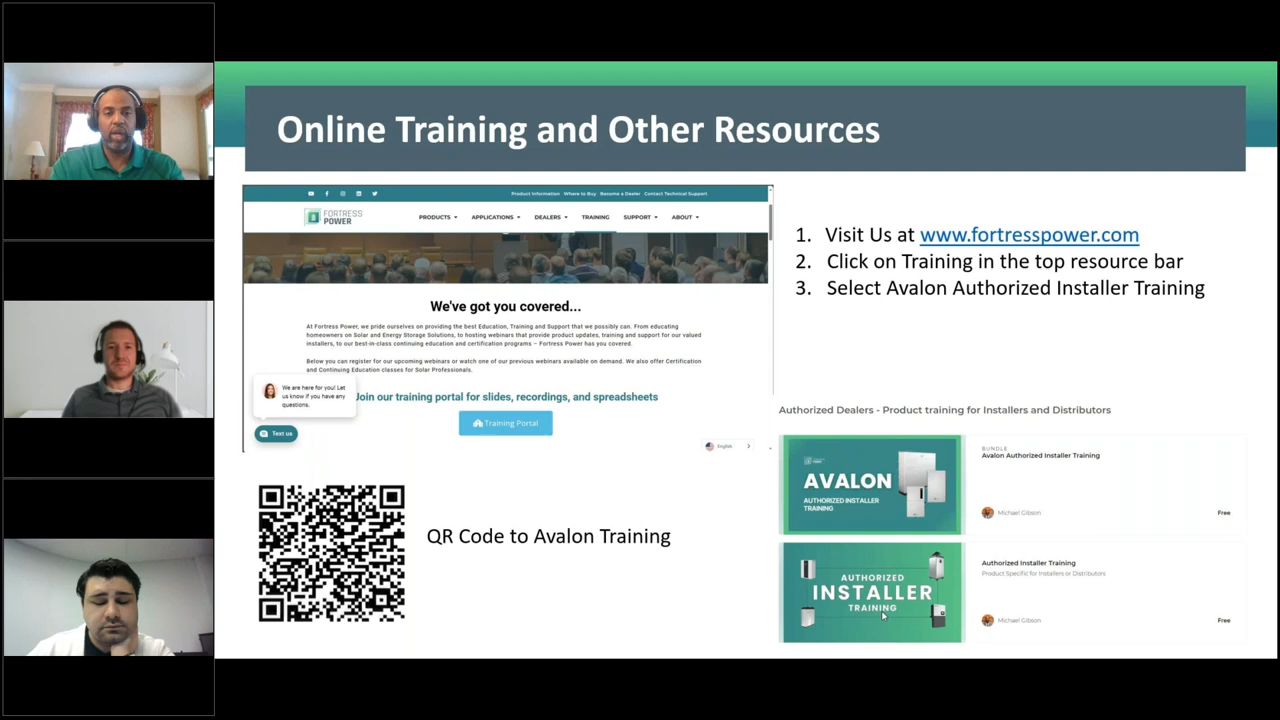 Online Training and Other Resources
Product Information Where to Buy Become a Dealer Contact Technical Support
FORTRESS
POWER
PRODUCTS APPLICATIONS DEALERS TRAINING SUPPORT ABOUT
We've got you covered...
At Fortress Power, we pride ourselves on providing the best Education, Training and Support that we possibly can. From educating
homeowners on Solar and Energy Storage Solutions, to hosting webinars that provide product updates, training and support for our valued
installers, to our best-in-class continuing education and certification programs – Fortress Power has you covered.
Below you can register for our upcoming webinars or watch one of our previous webinars available on demand. We also offer Certification
and Continuing Education classes for Solar Professionals.
We are here for you! Let
us know if you have any
questions.
Join our training portal for slides, recordings, and spreadsheets
Training Portal
Text us
English
1. Visit Us at www.fortresspower.com
2. Click on Training in the top resource bar
3. Select Avalon Authorized Installer Training
QR Code to Avalon Training
Authorized Dealers - Product training for Installers and Distributors
AVALON
AUTHORIZED INSTALLER
TRAINING
BUNDLE
Avalon Authorized Installer Training
Michael Gibson Free
AUTHORIZED
INSTALLER
TRAINING
Authorized Installer Training
Product Specific for Installers or Distributors
Michael Gibson Free